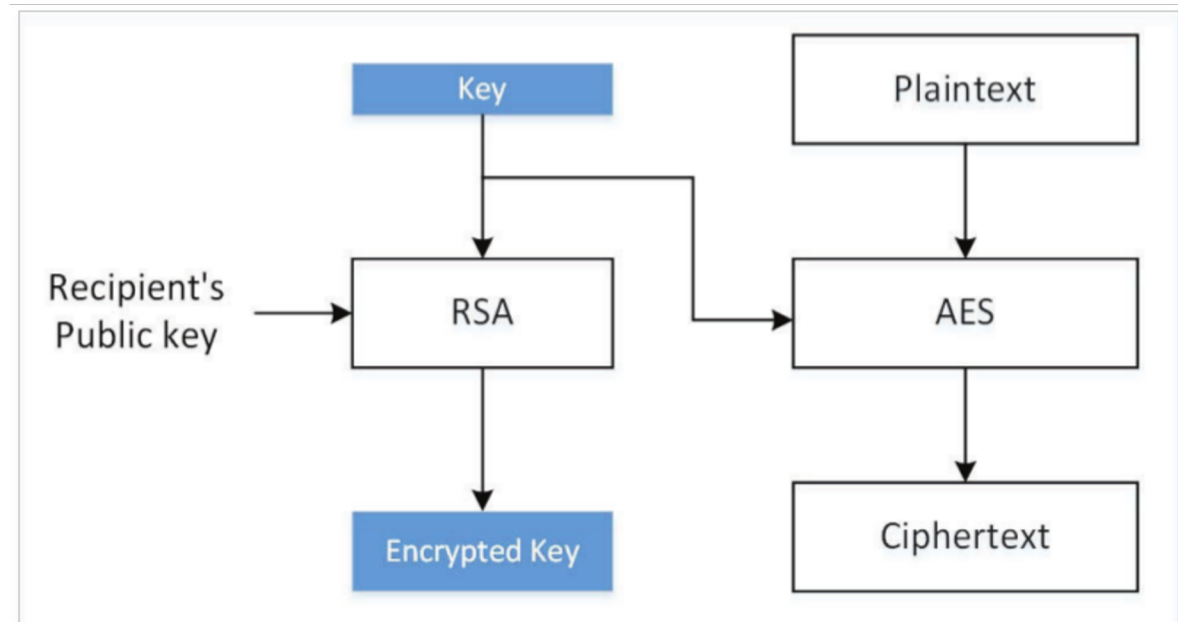 Key
Plaintext
Recipient's
Public key
RSA
AES
Encrypted Key
Ciphertext